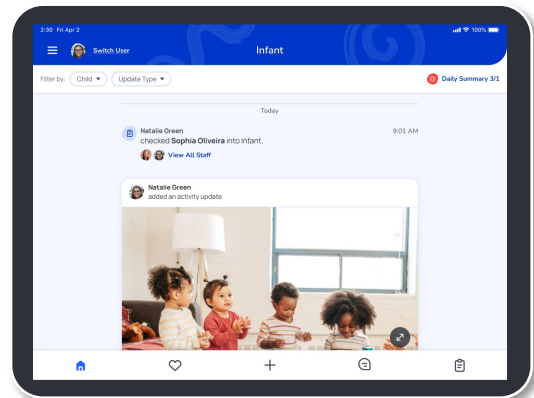 2:30 Fri Apr 2
100%
Switch User
Infant
Filter by:
Child
Update Type
Daily Summary 3/1
Today
Natalie Green
9:01 AM
checked Sophia Oliveira into Infant.
View All Staff
Natalie Green
added an activity update